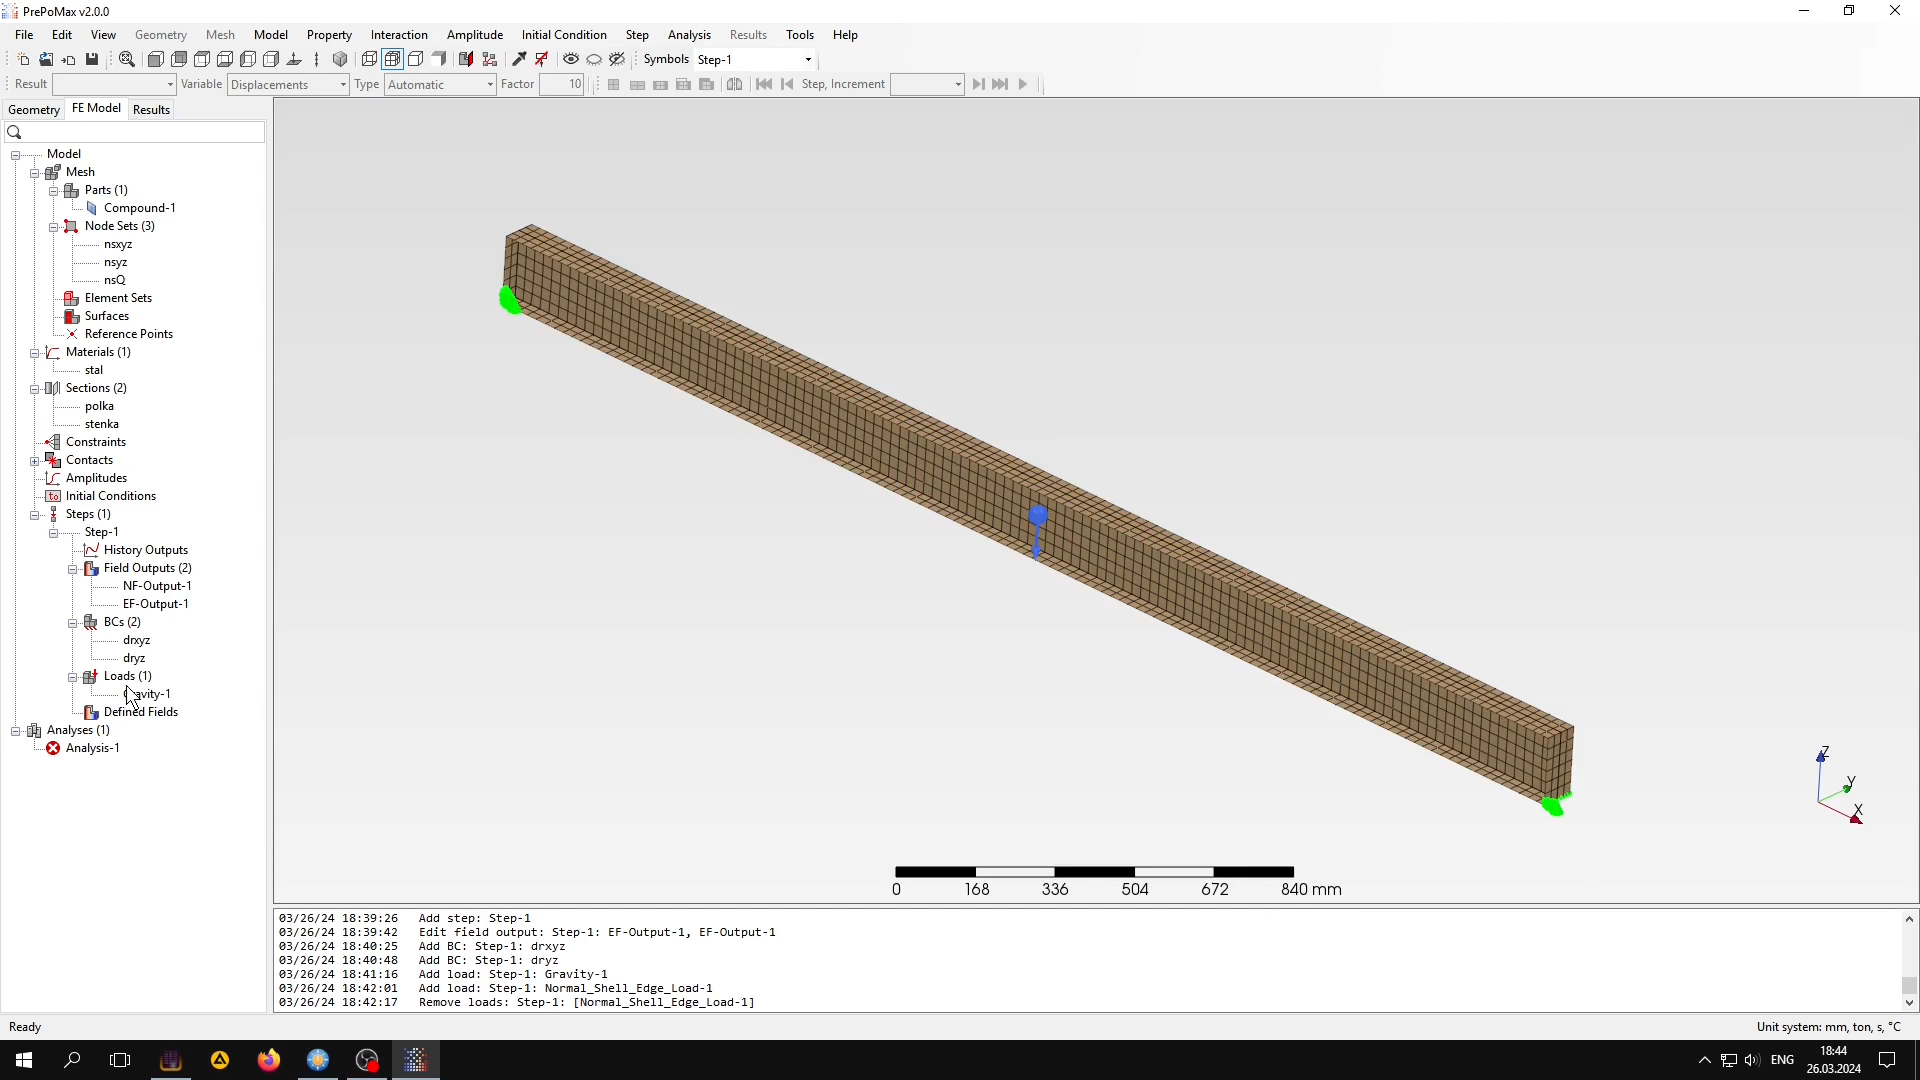 PrePoMax v2.0.0
File Edit View Geometry Mesh Model Property Interaction Amplitude Initial Condition Step Analysis Results Tools Help
Symbols Step-1
Result Variable Displacements Type Automatic Factor 10 Step, Increment
Geometry FE Model Results
Model
Mesh
Parts (1)
Compound-1
Node Sets (3)
nsxyz
nsyz
nsQ
Element Sets
Surfaces
Reference Points
Materials (1)
stal
Sections (2)
polka
stenka
Constraints
Contacts
Amplitudes
Initial Conditions
Steps (1)
Step-1
History Outputs
Field Outputs (2)
NF-Output-1
EF-Output-1
BCs (2)
drxyz
dryz
Loads (1)
Gravity-1
Defined Fields
Analyses (1)
Analysis-1
Z
Y
X
0 168 336 504 672 840 mm
03/26/24 18:39:26 Add step: Step-1
03/26/24 18:39:42 Edit field output: Step-1: EF-Output-1, EF-Output-1
03/26/24 18:40:25 Add BC: Step-1: drxyz
03/26/24 18:40:48 Add BC: Step-1: dryz
03/26/24 18:41:16 Add load: Step-1: Gravity-1
03/26/24 18:42:01 Add load: Step-1: Normal_Shell_Edge_Load-1
03/26/24 18:42:17 Remove loads: Step-1: [Normal_Shell_Edge_Load-1]
Ready Unit system: mm, ton, s, °C
ENG
18:44
26.03.2024